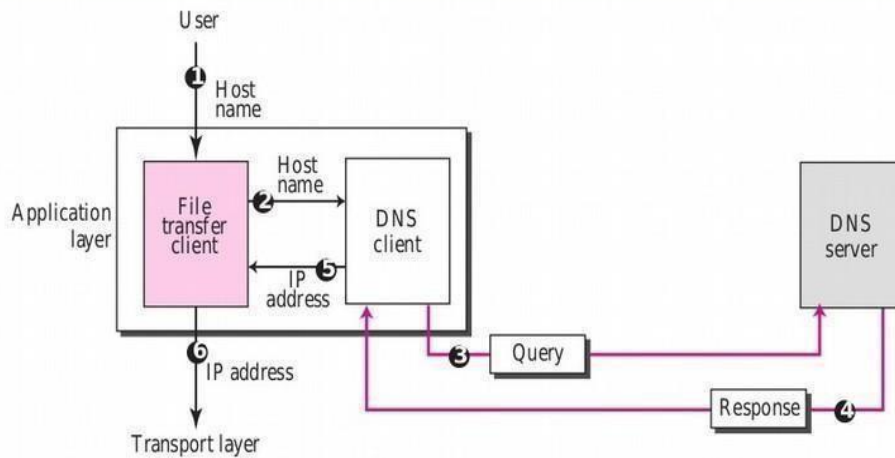 User
1
Host
name
Application
layer
File
transfer
client
Host
name
2
DNS
client
5
IP
address
DNS
server
3
Query
6
IP address
Response
4
Transport layer